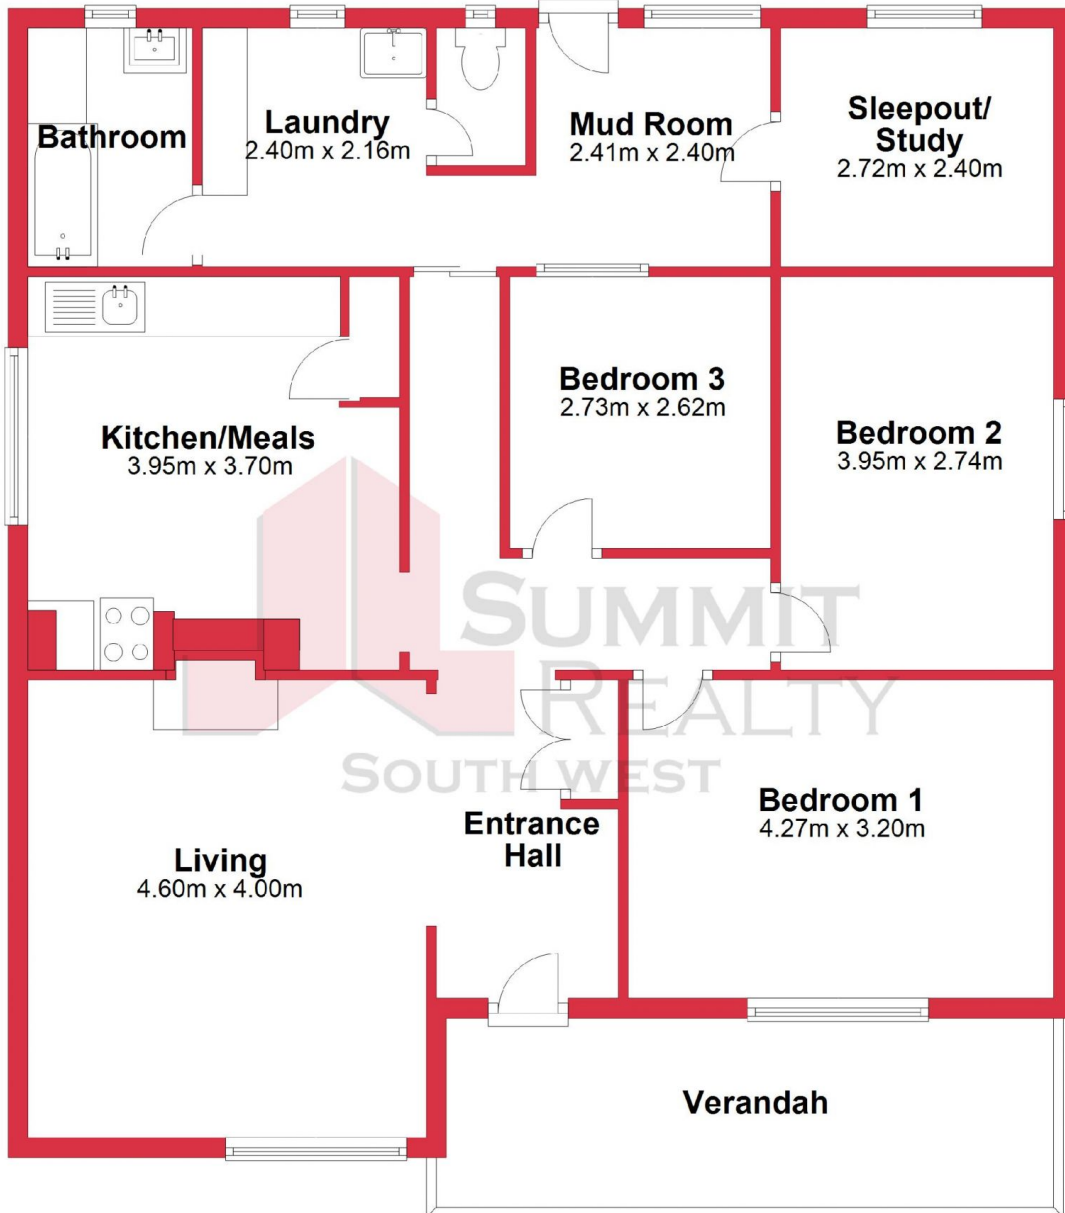 Bathroom
Laundry
2.40m x 2.16m
Mud Room
2.41m x 2.40m
Sleepout/
Study
2.72m x 2.40m
Kitchen/Meals
3.95m x 3.70m
Bedroom 3
2.73m x 2.62m
Bedroom 2
3.95m x 2.74m
SUMMIT
REALTY
SOUTH WEST
Living
4.60m x 4.00m
Entrance
Hall
Bedroom 1
4.27m x 3.20m
Verandah